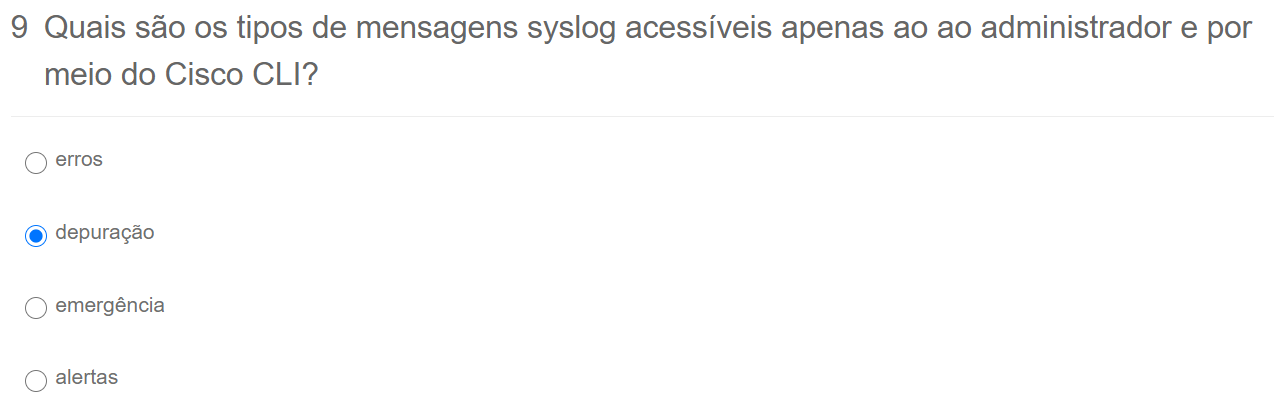 9 Quais são os tipos de mensagens syslog acessíveis apenas ao ao administrador e por
meio do Cisco CLI?
erros
depuração
emergência
alertas